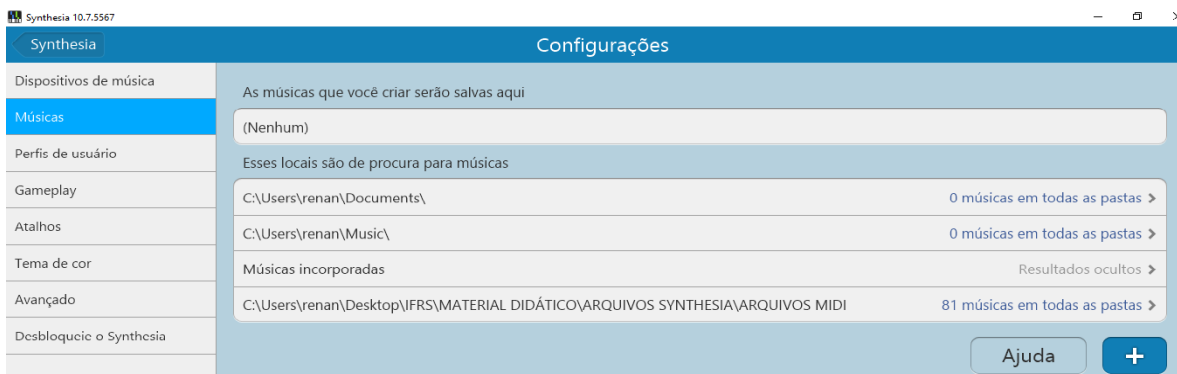 Synthesia 10.7.5567
Synthesia
Configurações
Dispositivos de música
Músicas
Perfis de usuário
Gameplay
Atalhos
Tema de cor
Avançado
Desbloqueie o Synthesia
As músicas que você criar serão salvas aqui
(Nenhum)
Esses locais são de procura para músicas
C:\Users\renan\Documents\ 0 músicas em todas as pastas
C:\Users\renan\Music\ 0 músicas em todas as pastas
Músicas incorporadas Resultados ocultos
C:\Users\renan\Desktop\IFRS\MATERIAL DIDÁTICO\ARQUIVOS SYNTHESIA\ARQUIVOS MIDI 81 músicas em todas as pastas
Ajuda +